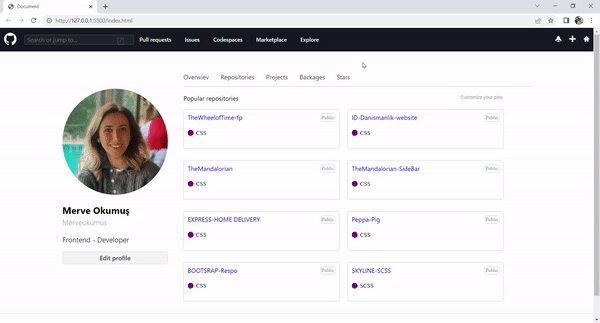 Document
http://127.0.0.1:5500/index.html
Search or jump to... /
Pull requests Issues Codespaces Marketplace Explore
Overwiev Repositories Projects Backages Stars
Popular repositories
Customize your pins
TheWheelofTime-fp Public
CSS
ID-Danismanlik-website Public
CSS
TheMandalorian Public
CSS
TheMandalorian-SideBar Public
CSS
EXPRESS-HOME DELIVERY Public
CSS
Peppa-Pig Public
CSS
BOOTSRAP-Respo Public
CSS
SKYLINE-SCSS Public
SCSS
Merve Okumuş
Merveokumus
Frontend - Developer
Edit profile